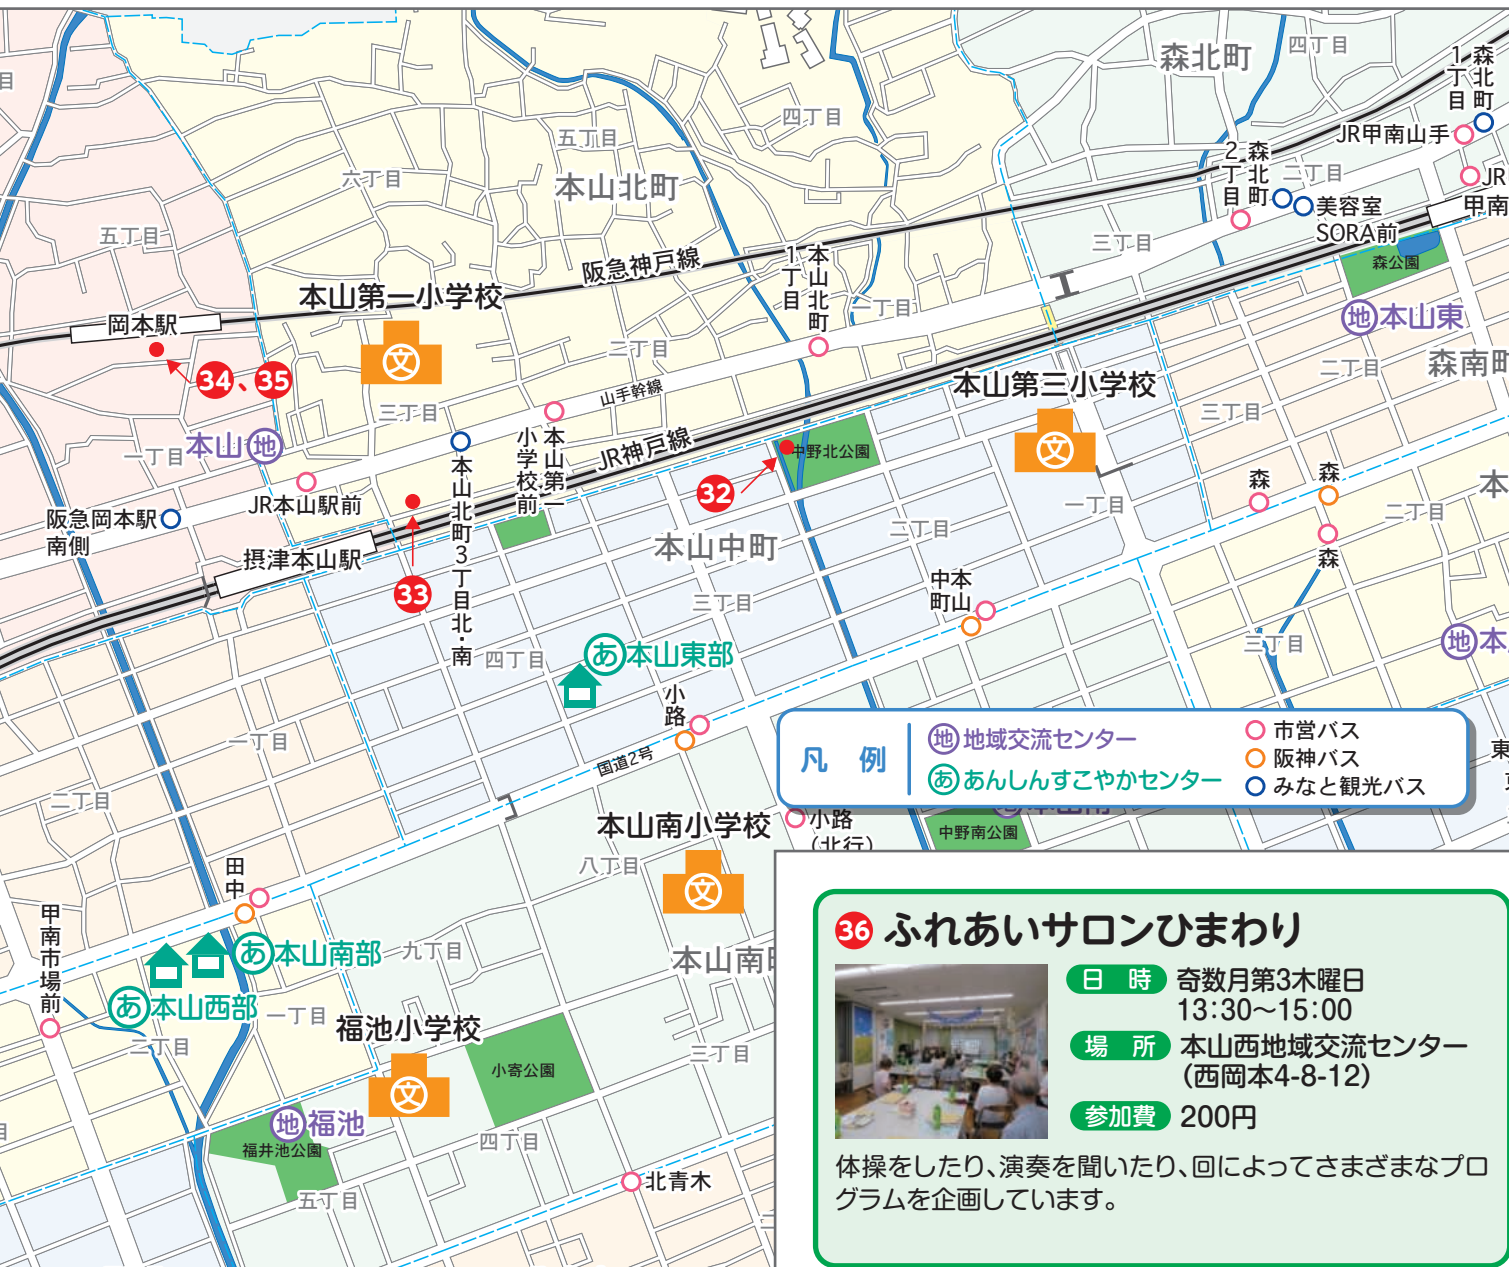 森北町
四丁目
森北町
1丁目
JR甲南山手
JR
甲南
四丁目
五丁目
六丁目
本山北町
五丁目
森北町
2丁目
二丁目
美容室
SORA前
三丁目
森公園
地 本山東
阪急神戸線
本山北町
1丁目
一丁目
本山第一小学校
文
岡本駅
34、35
二丁目
山手幹線
三丁目
本山第三小学校
文
二丁目
森南町
三丁目
一丁目
本山 地
JR本山駅前
阪急岡本駅
南側
本山北町3丁目北・南
本山第一
小学校前
JR神戸線
中野北公園
32
33
摂津本山駅
本山中町
二丁目
一丁目
森
森
森
二丁目
本
三丁目
本山
中町
四丁目
あ 本山東部
小路
国道2号
三丁目
地 本
一丁目
二丁目
凡 例
地 地域交流センター
あ あんしんすこやかセンター
市営バス
阪神バス
みなと観光バス
東
小路
(北行)
中野南公園
本山南小学校
文
八丁目
本山南町
田中
甲南市場前
あ 本山南部
あ 本山西部
九丁目
一丁目
二丁目
福池小学校
文
小寄公園
三丁目
地 福池
福井池公園
四丁目
五丁目
北青木
36 ふれあいサロンひまわり
日 時 奇数月第3木曜日
13:30〜15:00
場 所 本山西地域交流センター
(西岡本4-8-12)
参加費 200円
体操をしたり、演奏を聞いたり、回によってさまざまなプロ
グラムを企画しています。